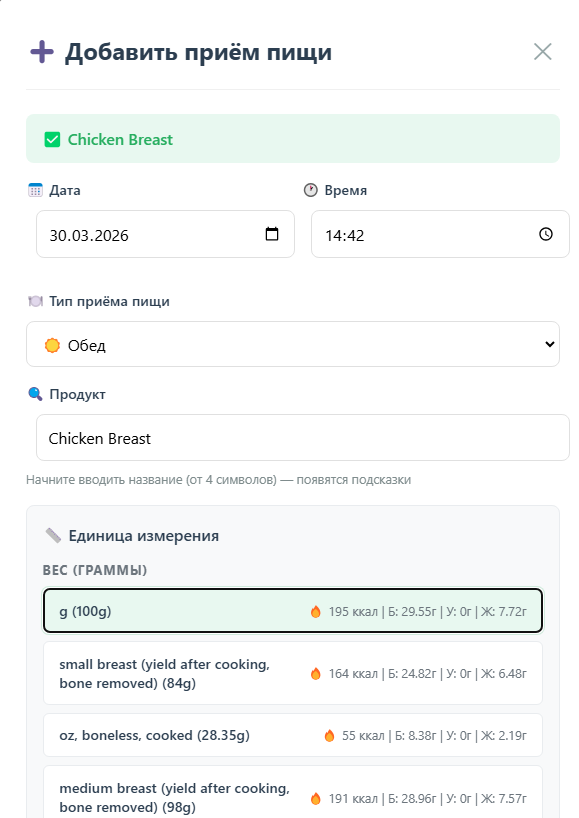 Добавить приём пищи
Chicken Breast
Дата
Время
30.03.2026
14:42
Тип приёма пищи
Обед
Продукт
Chicken Breast
Начните вводить название (от 4 символов) — появятся подсказки
Единица измерения
ВЕС (ГРАММЫ)
g (100g)
195 ккал | Б: 29.55г | У: 0г | Ж: 7.72г
small breast (yield after cooking,
bone removed) (84g)
164 ккал | Б: 24.82г | У: 0г | Ж: 6.48г
oz, boneless, cooked (28.35g)
55 ккал | Б: 8.38г | У: 0г | Ж: 2.19г
medium breast (yield after cooking,
bone removed) (98g)
191 ккал | Б: 28.96г | У: 0г | Ж: 7.57г